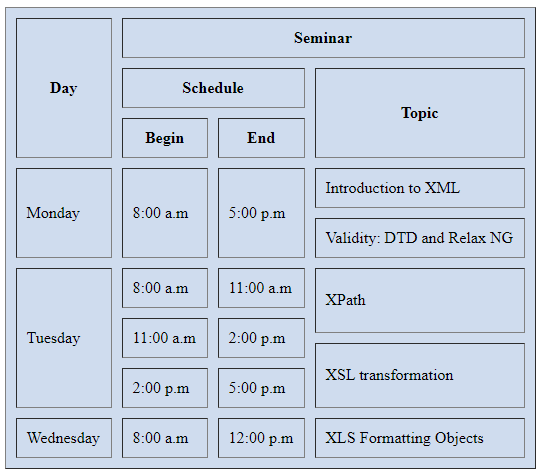 Seminar
Day
Schedule
Topic
Begin
End
Monday
8:00 a.m
5:00 p.m
Introduction to XML
Validity: DTD and Relax NG
Tuesday
8:00 a.m
11:00 a.m
XPath
11:00 a.m
2:00 p.m
XSL transformation
2:00 p.m
5:00 p.m
Wednesday
8:00 a.m
12:00 p.m
XLS Formatting Objects